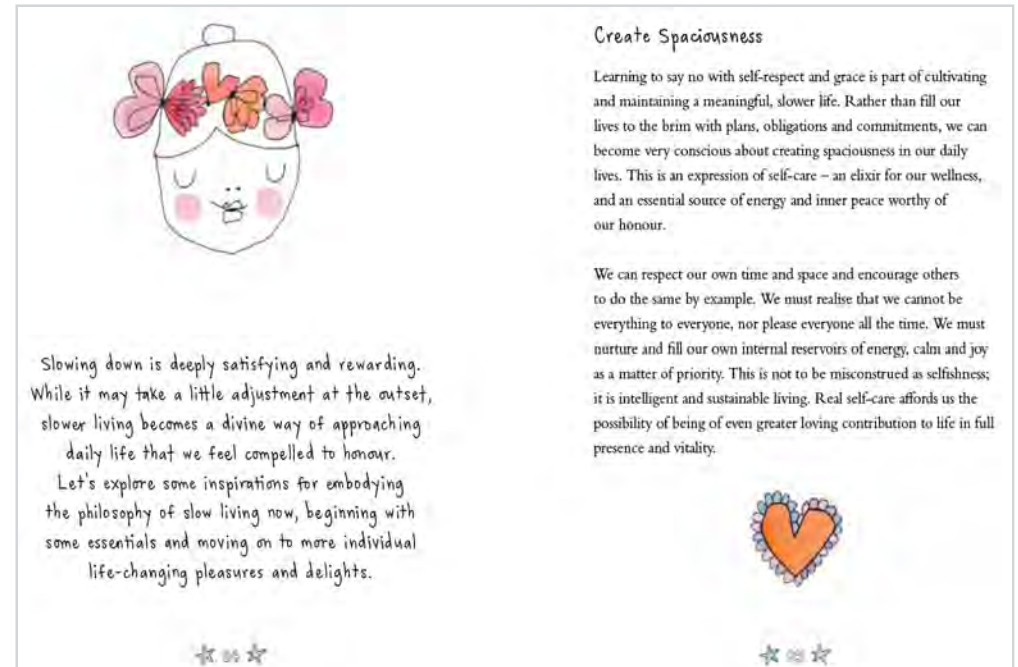 Slowing down is deeply satisfying and rewarding.
While it may take a little adjustment at the outset,
slower living becomes a divine way of approaching
daily life that we feel compelled to honour.
Let's explore some inspirations for embodying
the philosophy of slow living now, beginning with
some essentials and moving on to more individual
life-changing pleasures and delights.
Create Spaciousness
Learning to say no with self-respect and grace is part of cultivating
and maintaining a meaningful, slower life. Rather than fill our
lives to the brim with plans, obligations and commitments, we can
become very conscious about creating spaciousness in our daily
lives. This is an expression of self-care – an elixir for our wellness,
and an essential source of energy and inner peace worthy of
our honour.
We can respect our own time and space and encourage others
to do the same by example. We must realise that we cannot be
everything to everyone, nor please everyone all the time. We must
nurture and fill our own internal reservoirs of energy, calm and joy
as a matter of priority. This is not to be misconstrued as selfishness;
it is intelligent and sustainable living. Real self-care affords us the
possibility of being of even greater loving contribution to life in full
presence and vitality.